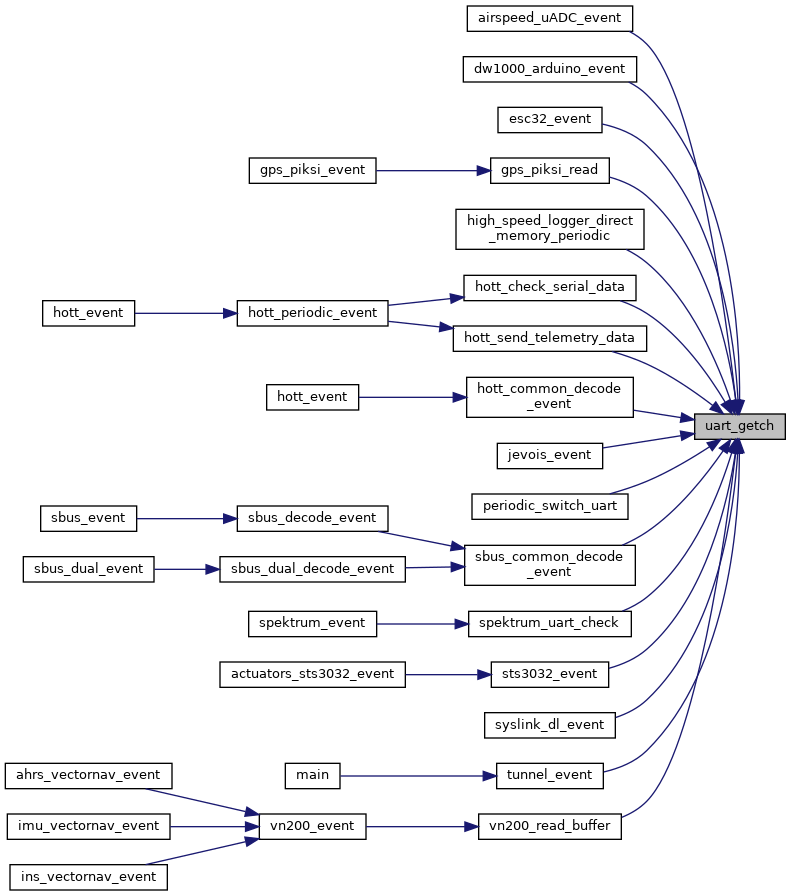 airspeed_uADC_event
dw1000_arduino_event
esc32_event
gps_piksi_event
gps_piksi_read
high_speed_logger_direct
_memory_periodic
hott_check_serial_data
hott_event
hott_periodic_event
hott_send_telemetry_data
hott_event
hott_common_decode
_event
uart_getch
jevois_event
periodic_switch_uart
sbus_event
sbus_decode_event
sbus_common_decode
_event
sbus_dual_event
sbus_dual_decode_event
spektrum_event
spektrum_uart_check
actuators_sts3032_event
sts3032_event
syslink_dl_event
main
tunnel_event
ahrs_vectornav_event
imu_vectornav_event
vn200_event
vn200_read_buffer
ins_vectornav_event